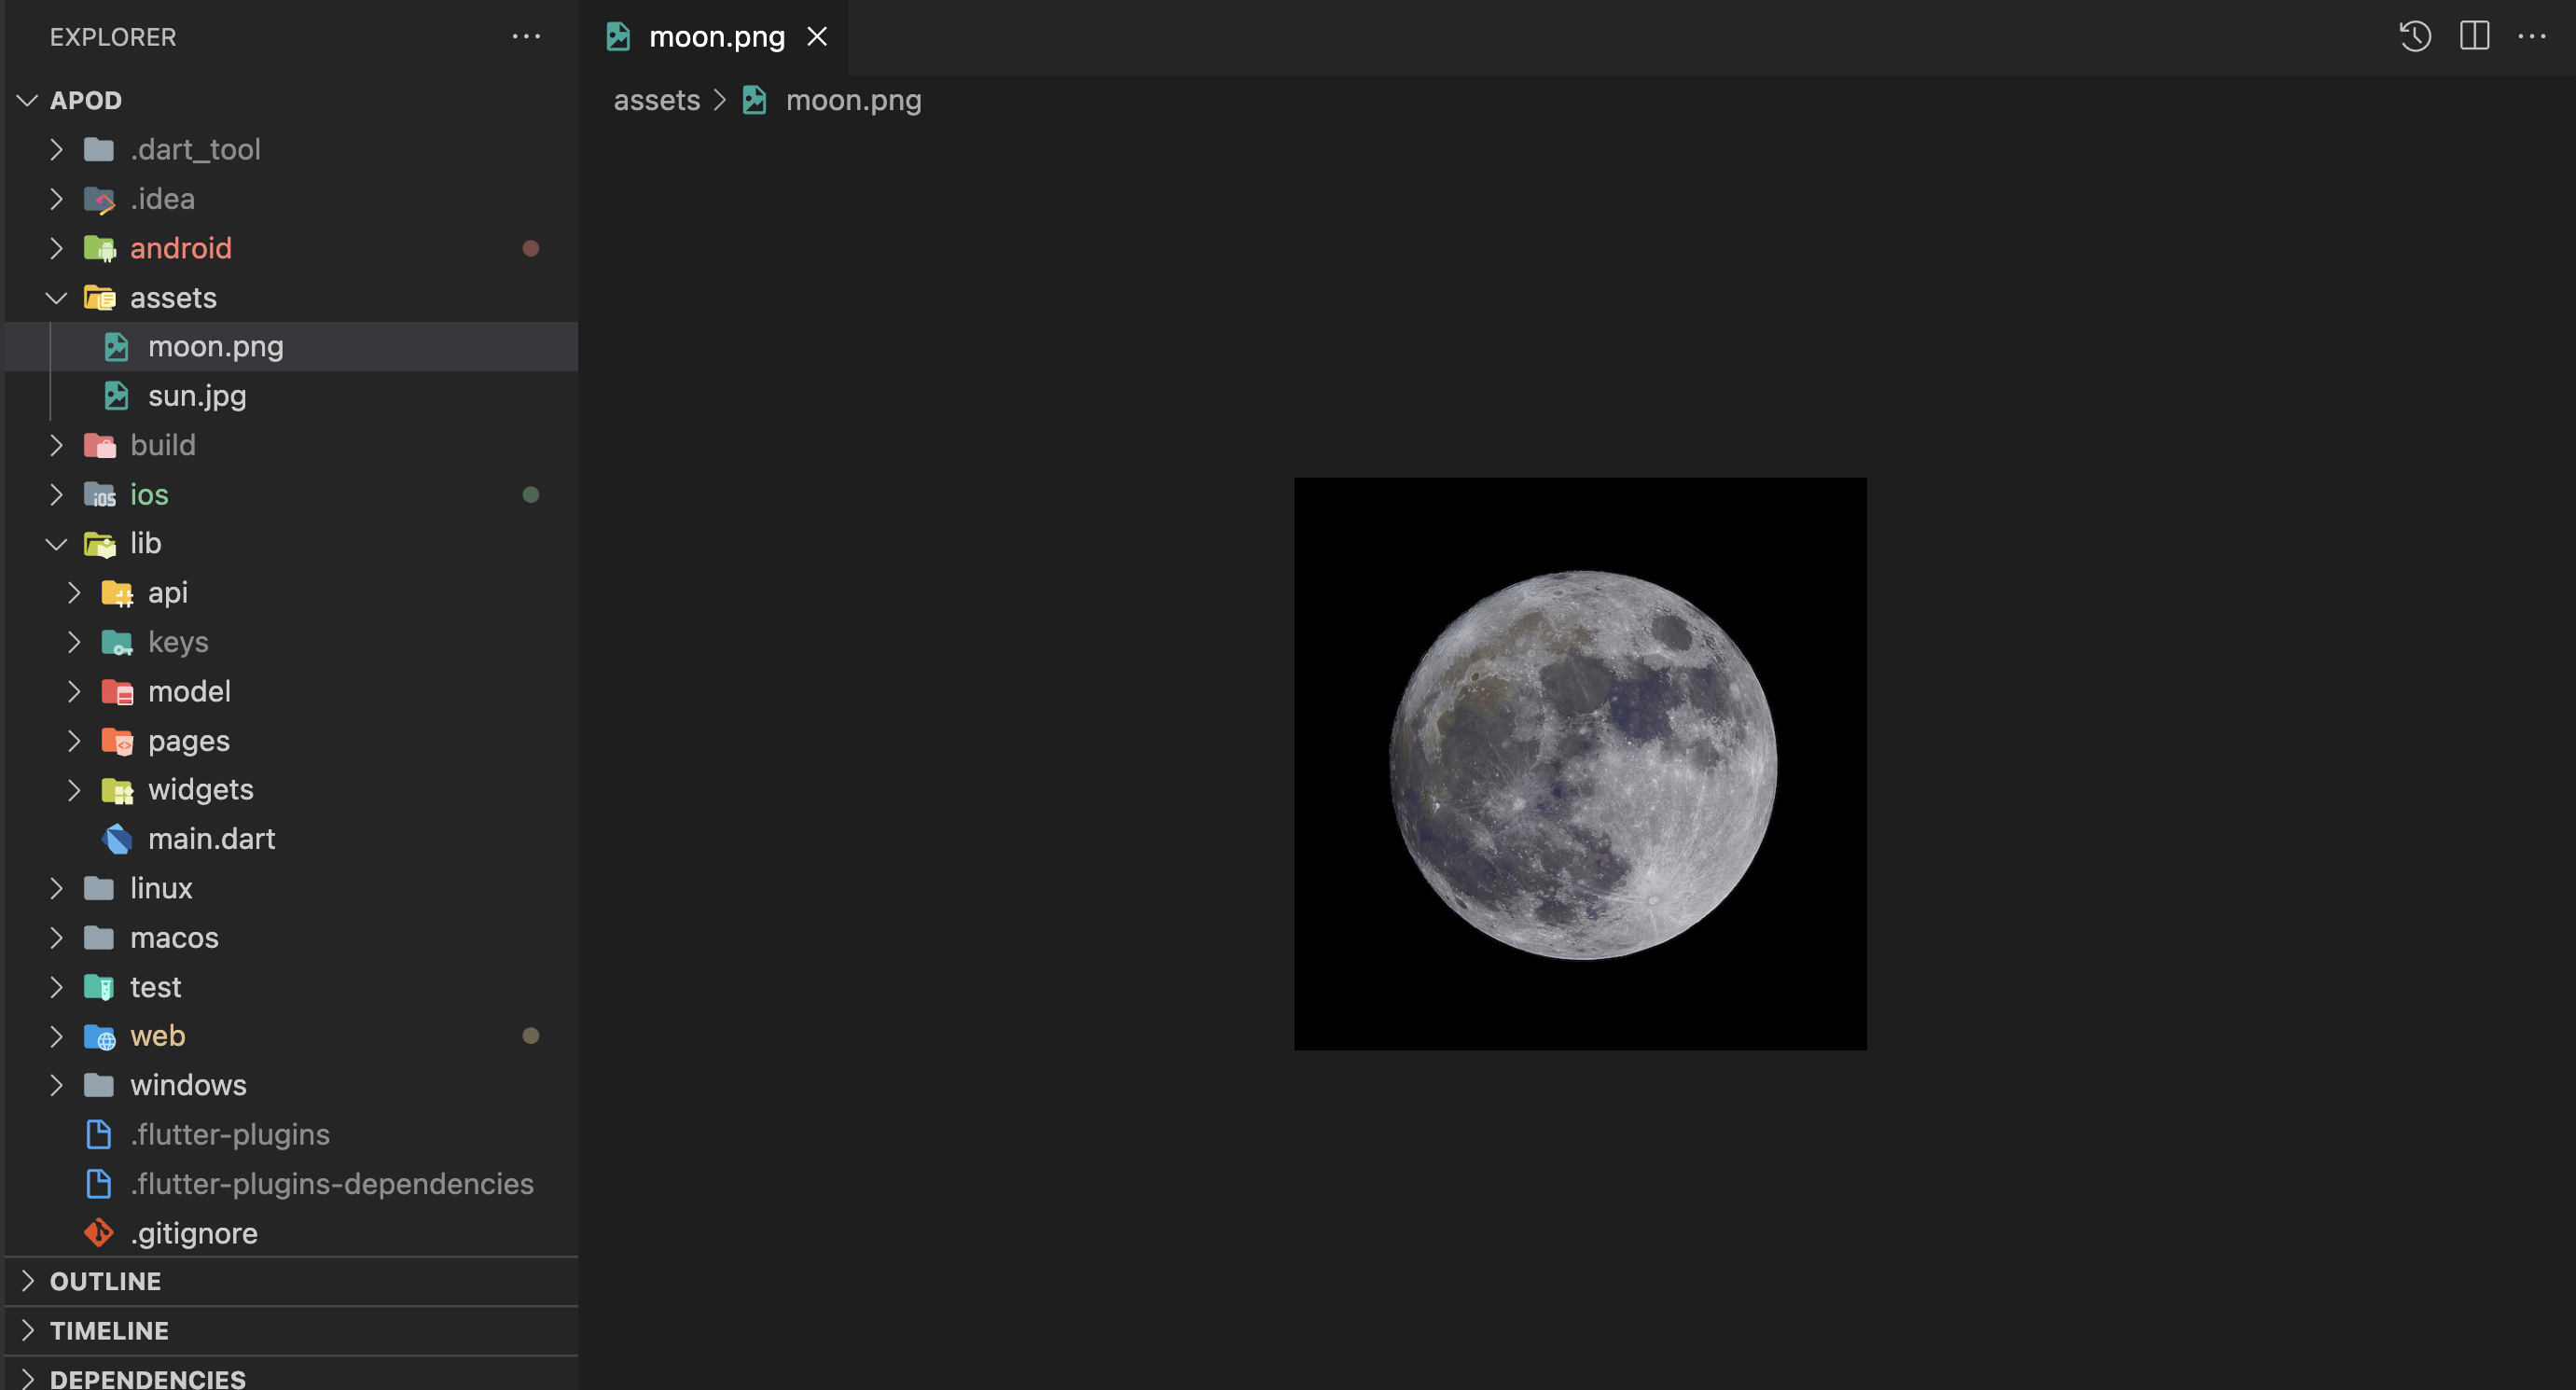 EXPLORER
APOD
.dart_tool
.idea
android
assets
moon.png
sun.jpg
build
ios
lib
api
keys
model
pages
widgets
main.dart
linux
macos
test
web
windows
.flutter-plugins
.flutter-plugins-dependencies
.gitignore
OUTLINE
TIMELINE
DEPENDENCIES
moon.png
assets > moon.png